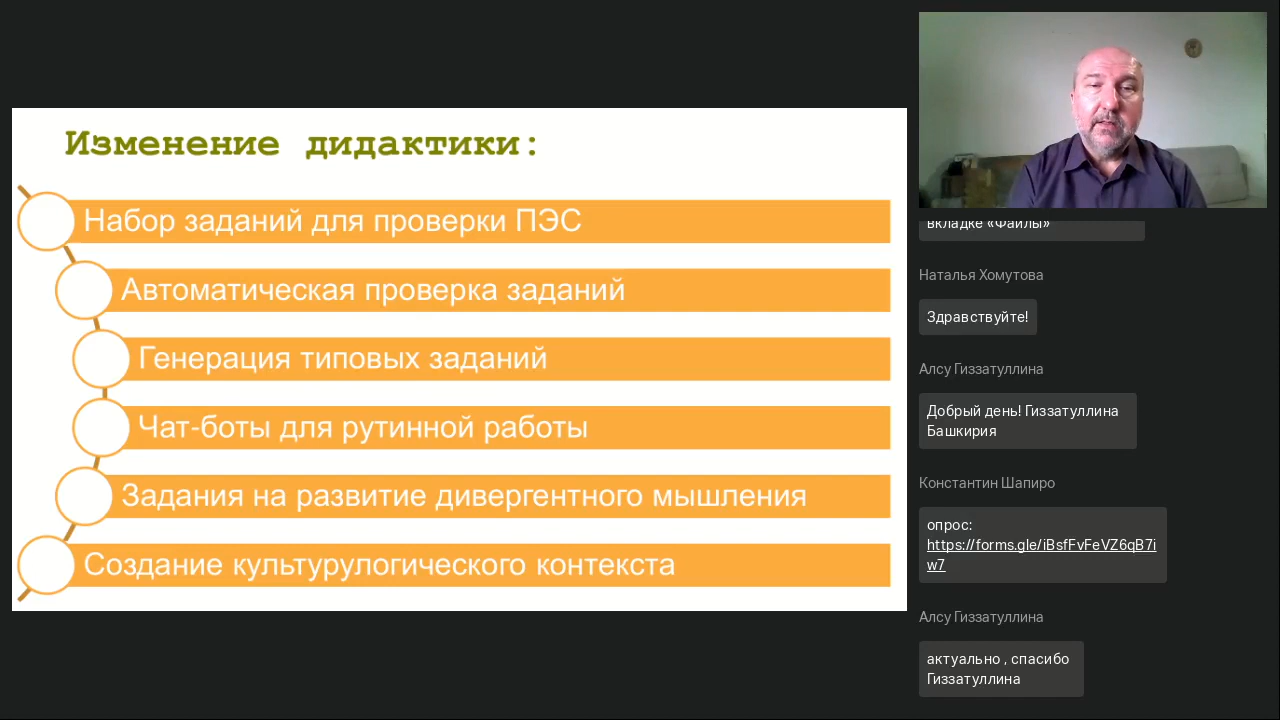 Изменение дидактики:
Набор заданий для проверки ПЭС
Автоматическая проверка заданий
Генерация типовых заданий
Чат-боты для рутинной работы
Задания на развитие дивергентного мышления
Создание культурулогического контекста
вкладке «Файлы»
Наталья Хомутова
Здравствуйте!
Алсу Гиззатуллина
Добрый день! Гиззатуллина
Башкирия
Константин Шапиро
опрос:
https://forms.gle/iBsfFvFeVZ6qB7i
w7
Алсу Гиззатуллина
актуально , спасибо
Гиззатуллина